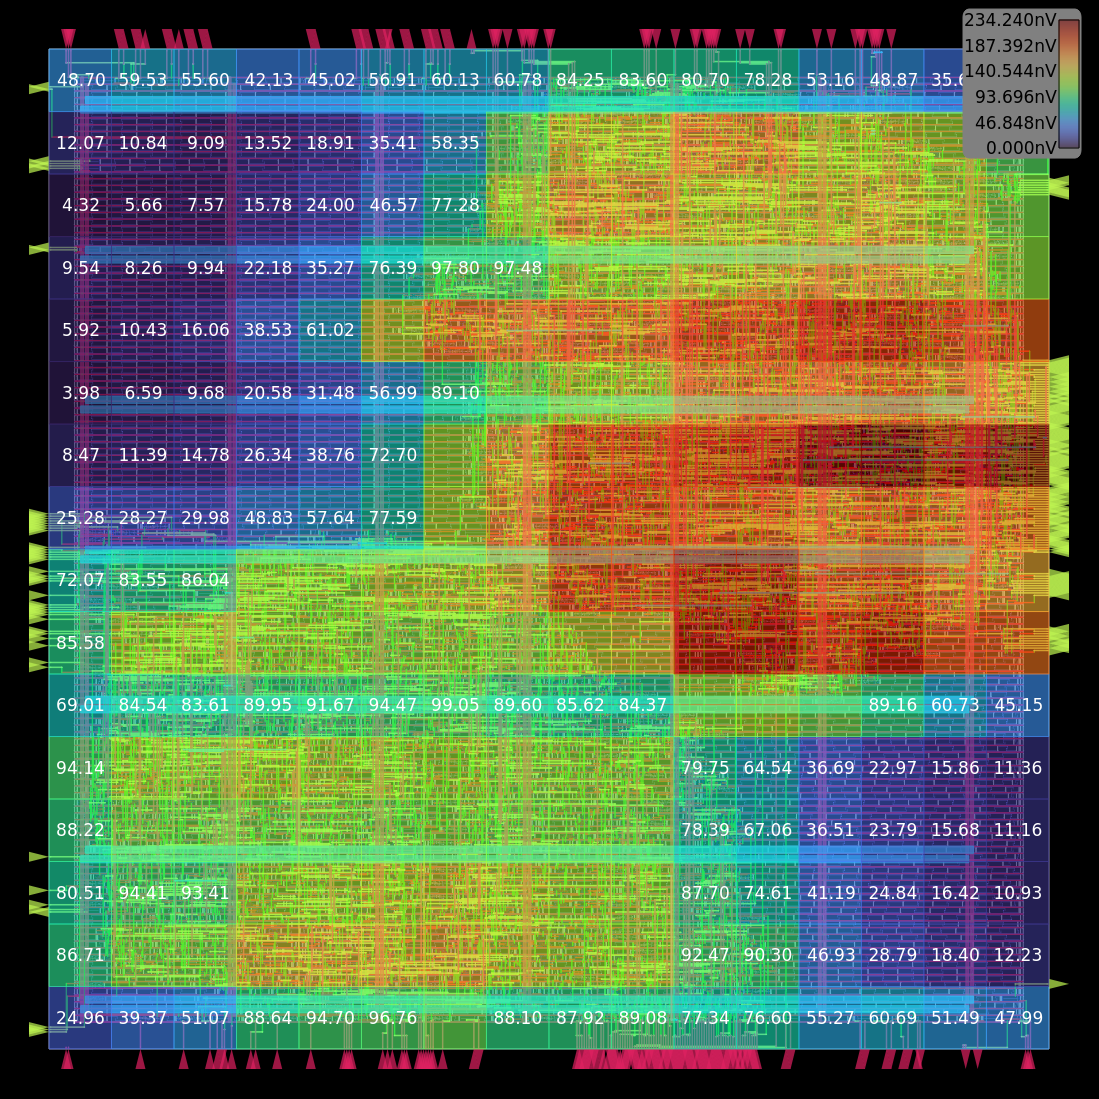 234.240nV
187.392nV
140.544nV
93.696nV
46.848nV
0.000nV
48.70 59.53 55.60 42.13 45.02 56.91 60.13 60.78 84.25 83.60 80.70 78.28 53.16 48.87
12.07 10.84 9.09 13.52 18.91 35.41 58.35
4.32 5.66 7.57 15.78 24.00 46.57 77.28
9.54 8.26 9.94 22.18 35.27 76.39 97.80 97.48
5.92 10.43 16.06 38.53 61.02
3.98 6.59 9.68 20.58 31.48 56.99 89.10
8.47 11.39 14.78 26.34 38.76 72.70
25.28 28.27 29.98 48.83 57.64 77.59
72.07 83.55 86.04
85.58
69.01 84.54 83.61 89.95 91.67 94.47 99.05 89.60 85.62 84.37 89.16 60.73 45.15
94.14 79.75 64.54 36.69 22.97 15.86 11.36
88.22 78.39 67.06 36.51 23.79 15.68 11.16
80.51 94.41 93.41 87.70 74.61 41.19 24.84 16.42 10.93
86.71 92.47 90.30 46.93 28.79 18.40 12.23
24.96 39.37 51.07 88.64 94.70 96.76 88.10 87.92 89.08 77.34 76.60 55.27 60.69 51.49 47.99